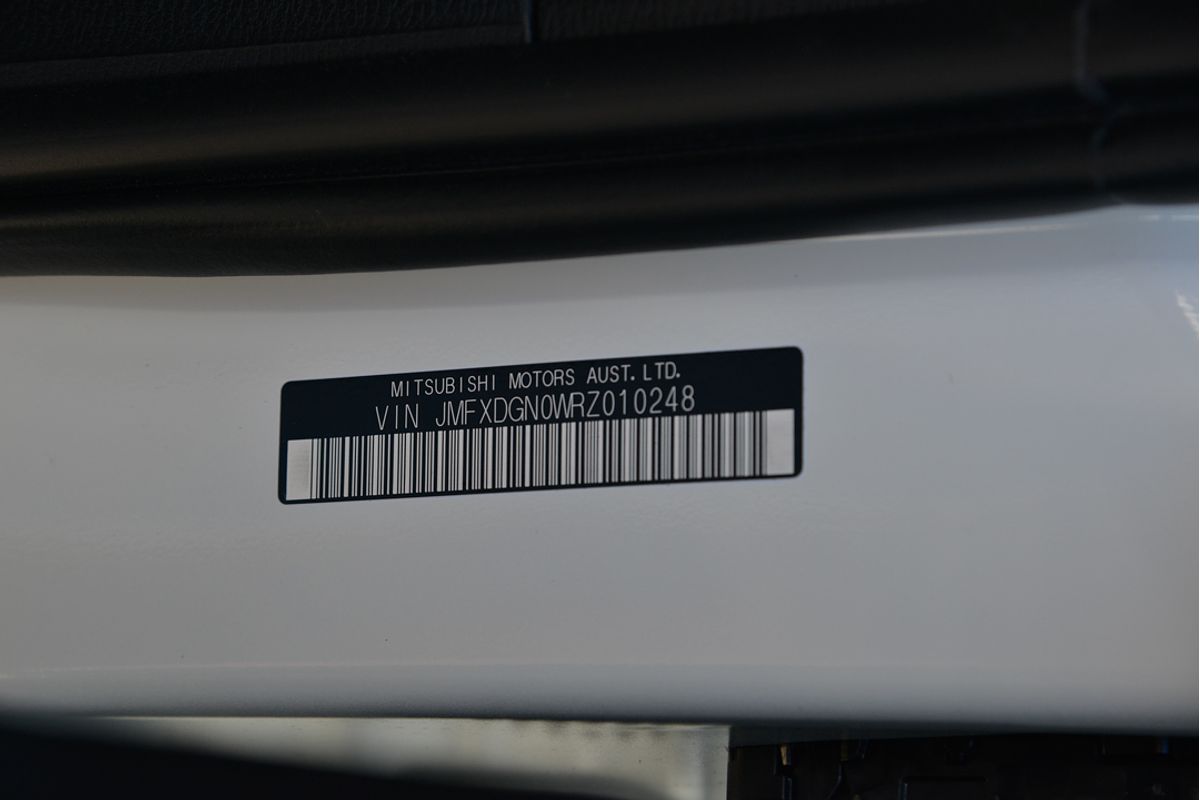 MITSUBISHI MOTORS AUST. LTD.
VIN JMFXDGN0WRZ010248